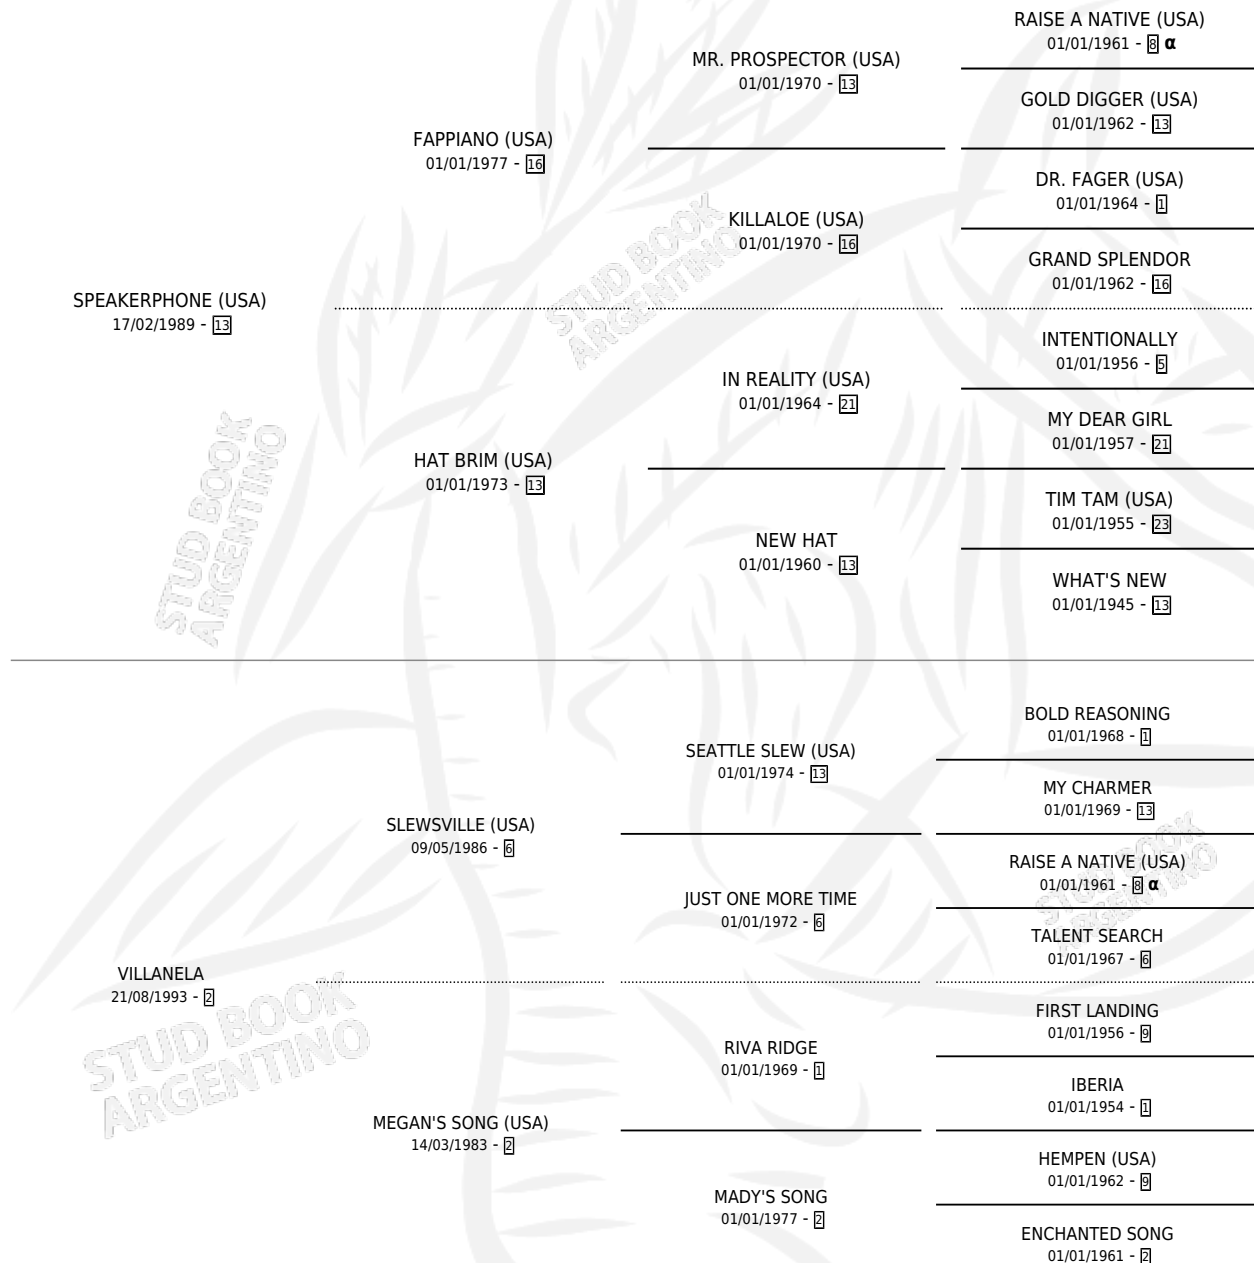 RAISE A NATIVE (USA)
01/01/1961 - 8 α
MR. PROSPECTOR (USA)
01/01/1970 - 13
GOLD DIGGER (USA)
01/01/1962 - 13
FAPPIANO (USA)
01/01/1977 - 16
DR. FAGER (USA)
01/01/1964 - 1
KILLALOE (USA)
01/01/1970 - 16
GRAND SPLENDOR
01/01/1962 - 16
STUD BOOK
ARGENTINO
SPEAKERPHONE (USA)
17/02/1989 - 13
INTENTIONALLY
01/01/1956 - 5
IN REALITY (USA)
01/01/1964 - 21
MY DEAR GIRL
01/01/1957 - 21
HAT BRIM (USA)
01/01/1973 - 13
TIM TAM (USA)
01/01/1955 - 23
NEW HAT
01/01/1960 - 13
WHAT'S NEW
01/01/1945 - 13
STUD BOOK
ARGENTINO
BOLD REASONING
01/01/1968 - 1
SEATTLE SLEW (USA)
01/01/1974 - 13
MY CHARMER
01/01/1969 - 13
SLEWSVILLE (USA)
09/05/1986 - 6
RAISE A NATIVE (USA)
01/01/1961 - 8 α
STUD BOOK
ARGENTINO
JUST ONE MORE TIME
01/01/1972 - 6
TALENT SEARCH
01/01/1967 - 6
VILLANELA
21/08/1993 - 2
STUD BOOK
ARGENTINO
FIRST LANDING
01/01/1956 - 9
RIVA RIDGE
01/01/1969 - 1
IBERIA
01/01/1954 - 1
MEGAN'S SONG (USA)
14/03/1983 - 2
HEMPEN (USA)
01/01/1962 - 9
MADY'S SONG
01/01/1977 - 2
ENCHANTED SONG
01/01/1961 - 2